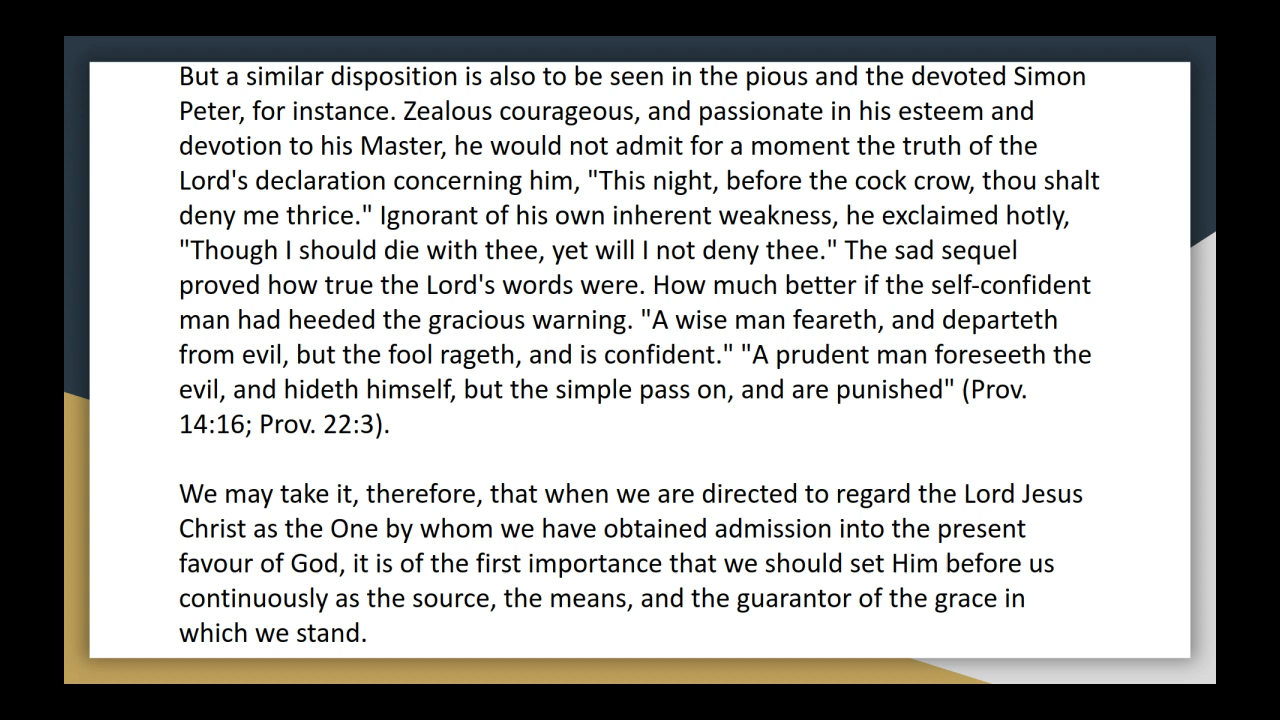 But a similar disposition is also to be seen in the pious and the devoted Simon
Peter, for instance. Zealous courageous, and passionate in his esteem and
devotion to his Master, he would not admit for a moment the truth of the
Lord's declaration concerning him, "This night, before the cock crow, thou shalt
deny me thrice." Ignorant of his own inherent weakness, he exclaimed hotly,
"Though I should die with thee, yet will I not deny thee." The sad sequel
proved how true the Lord's words were. How much better if the self-confident
man had heeded the gracious warning. "A wise man feareth, and departeth
from evil, but the fool rageth, and is confident." "A prudent man foreseeth the
evil, and hideth himself, but the simple pass on, and are punished" (Prov.
14:16; Prov. 22:3).
We may take it, therefore, that when we are directed to regard the Lord Jesus
Christ as the One by whom we have obtained admission into the present
favour of God, it is of the first importance that we should set Him before us
continuously as the source, the means, and the guarantor of the grace in
which we stand.